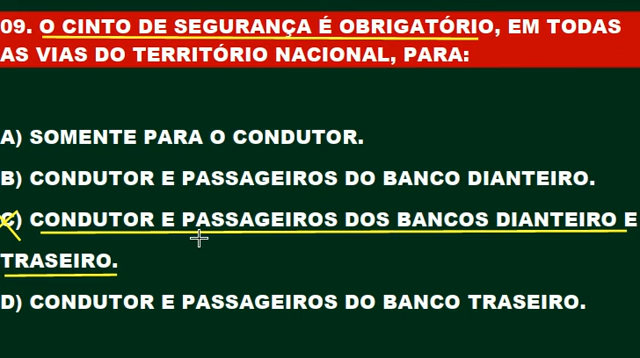 09. O CINTO DE SEGURANÇA É OBRIGATÓRIO, EM TODAS
AS VIAS DO TERRITÓRIO NACIONAL, PARA:
A) SOMENTE PARA O CONDUTOR.
B) CONDUTOR E PASSAGEIROS DO BANCO DIANTEIRO.
C) CONDUTOR E PASSAGEIROS DOS BANCOS DIANTEIRO E
TRASEIRO.
D) CONDUTOR E PASSAGEIROS DO BANCO TRASEIRO.